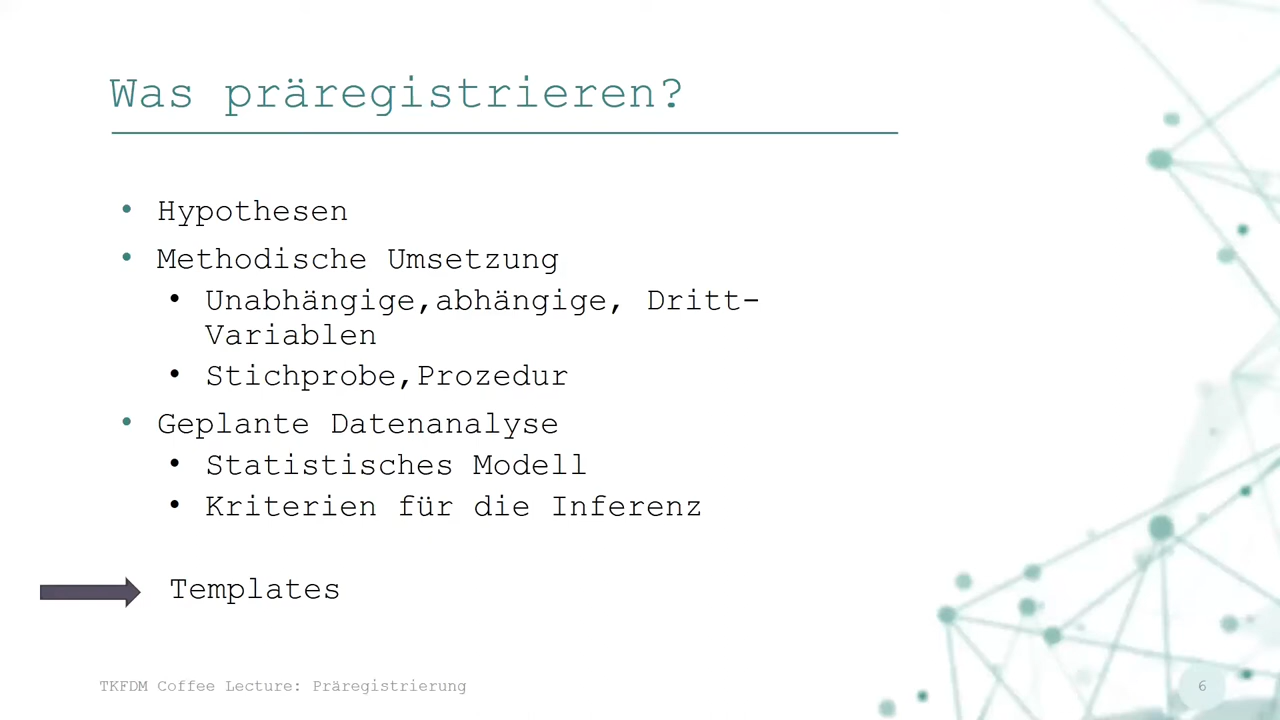 Was präregistrieren?
• Hypothesen
• Methodische Umsetzung
• Unabhängige,abhängige, Dritt-
Variablen
• Stichprobe,Prozedur
• Geplante Datenanalyse
• Statistisches Modell
• Kriterien für die Inferenz
Templates
TKFDM Coffee Lecture: Präregistrierung
6